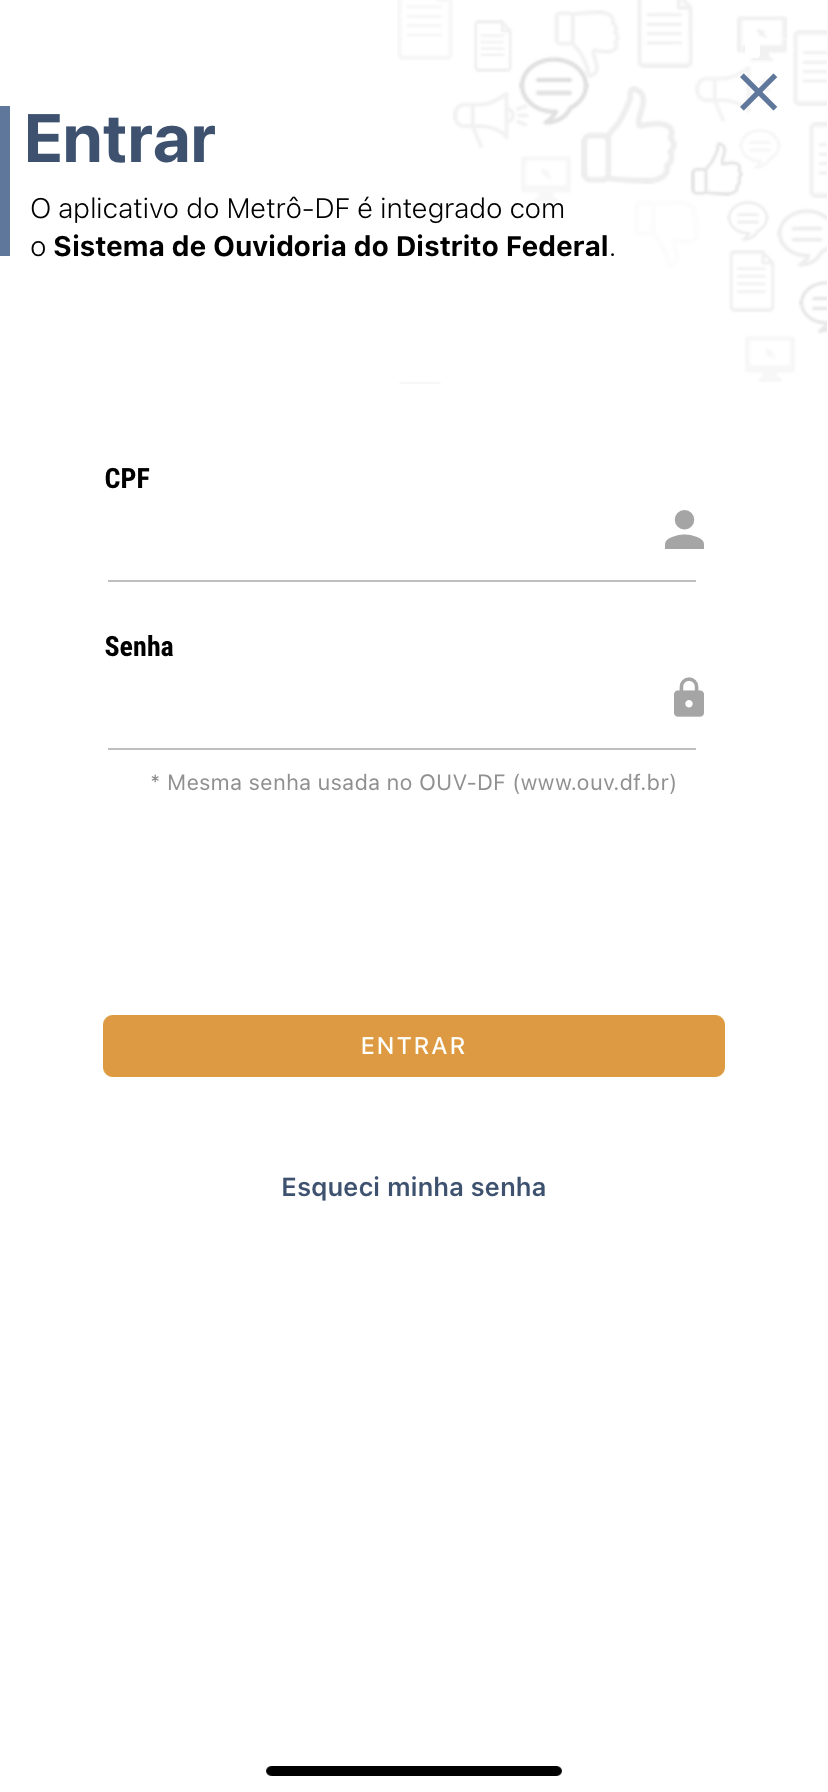 Entrar
O aplicativo do Metrô-DF é integrado com
o Sistema de Ouvidoria do Distrito Federal.
CPF
Senha
* Mesma senha usada no OUV-DF (www.ouv.df.br)
ENTRAR
Esqueci minha senha